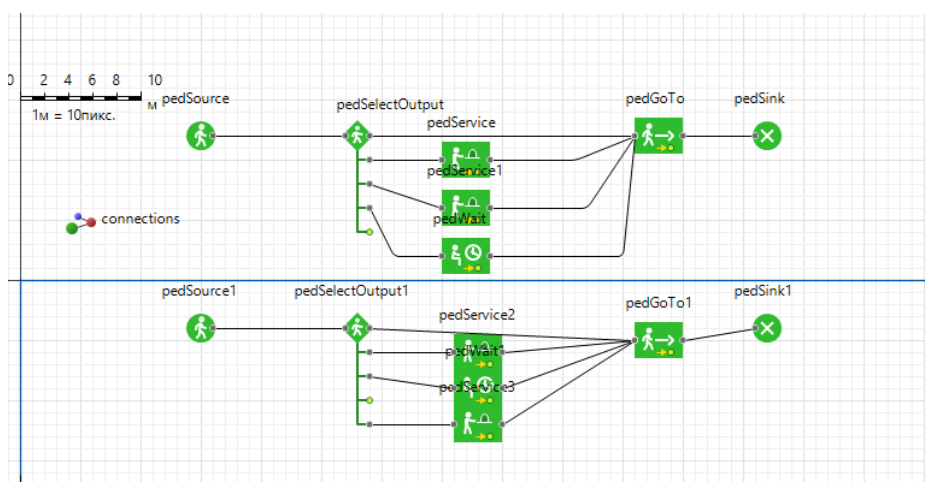 0 2 4 6 8 10
м
1м = 10пикс.
pedSource
pedSelectOutput
pedService
pedGoTo
pedSink
pedService1
connections
pedWait
pedSource1
pedSelectOutput1
pedService2
pedGoTo1
pedSink1
pedWait1
pedService3